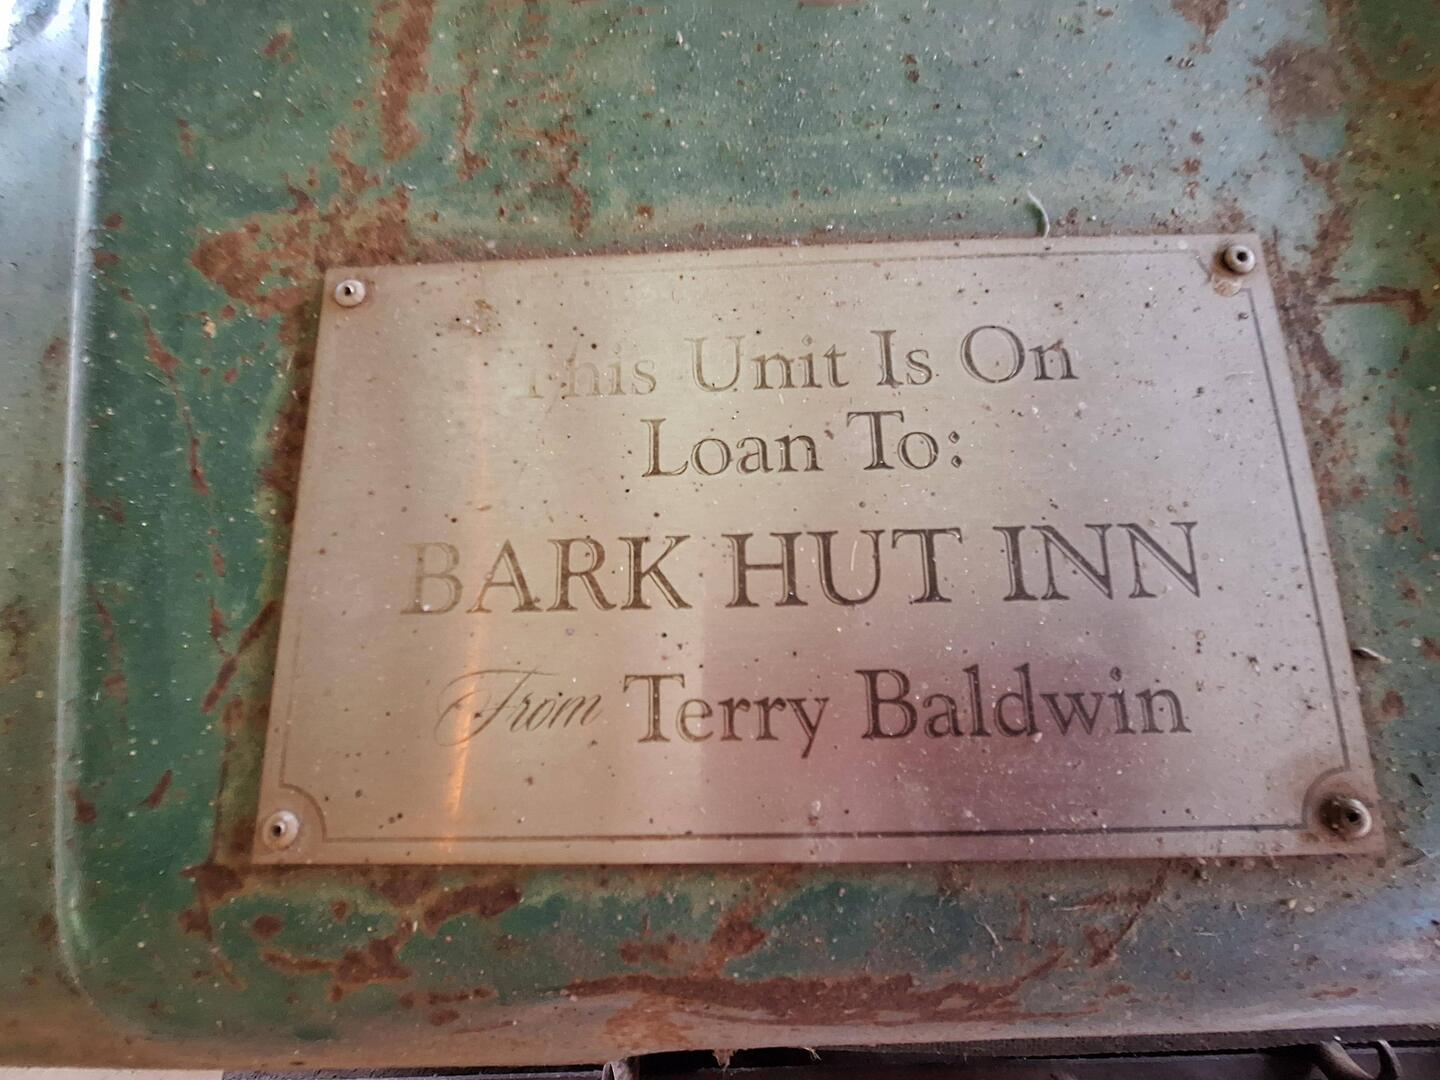 This Unit Is On
Loan To:
BARK HUT INN
From Terry Baldwin